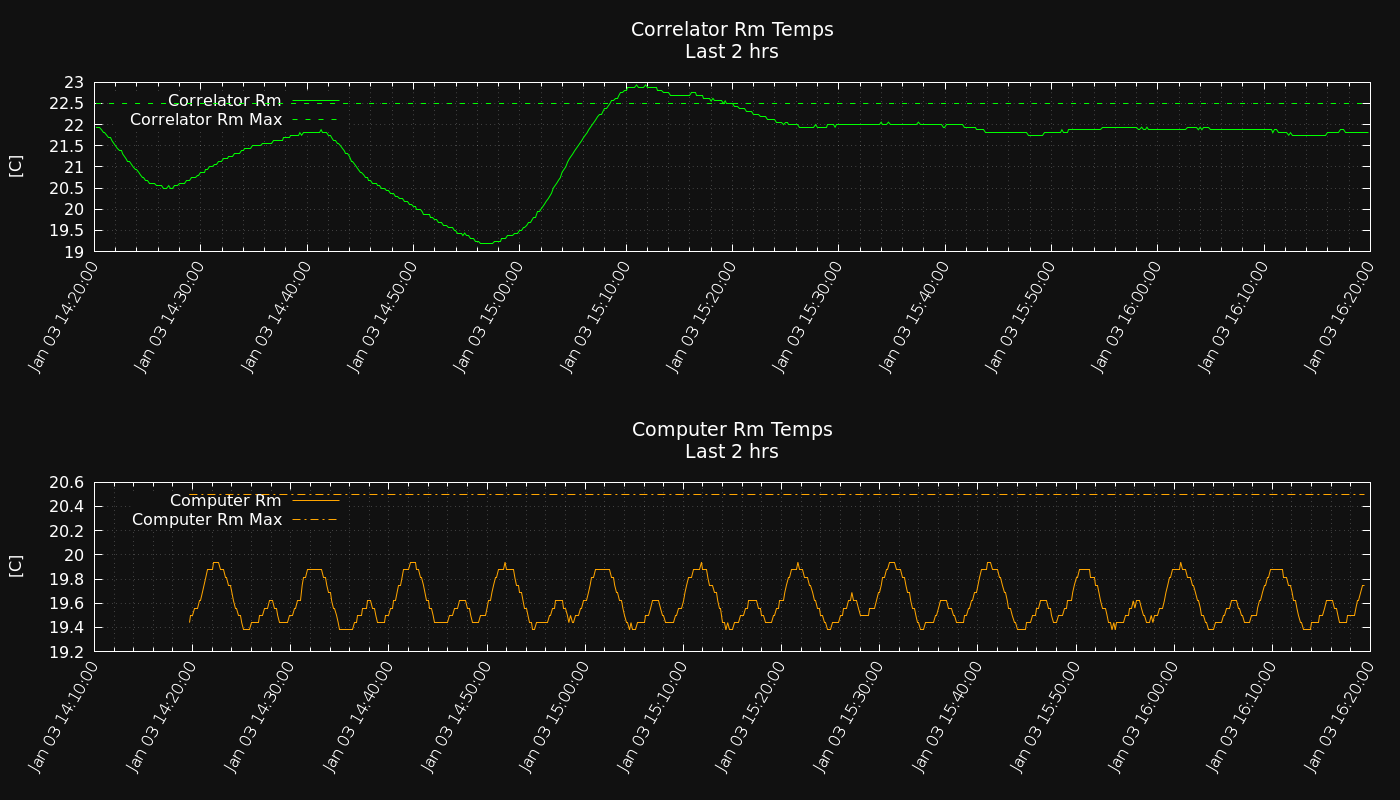 Correlator Rm Temps
Last 2 hrs
23
22.5
22
21.5
21
20.5
20
19.5
19
[C]
Correlator Rm
Correlator Rm Max
Jan 03 14:20:00
Jan 03 14:30:00
Jan 03 14:40:00
Jan 03 14:50:00
Jan 03 15:00:00
Jan 03 15:10:00
Jan 03 15:20:00
Jan 03 15:30:00
Jan 03 15:40:00
Jan 03 15:50:00
Jan 03 16:00:00
Jan 03 16:10:00
Jan 03 16:20:00
Computer Rm Temps
Last 2 hrs
20.6
20.4
20.2
20
19.8
19.6
19.4
19.2
[C]
Computer Rm
Computer Rm Max
Jan 03 14:10:00
Jan 03 14:20:00
Jan 03 14:30:00
Jan 03 14:40:00
Jan 03 14:50:00
Jan 03 15:00:00
Jan 03 15:10:00
Jan 03 15:20:00
Jan 03 15:30:00
Jan 03 15:40:00
Jan 03 15:50:00
Jan 03 16:00:00
Jan 03 16:10:00
Jan 03 16:20:00